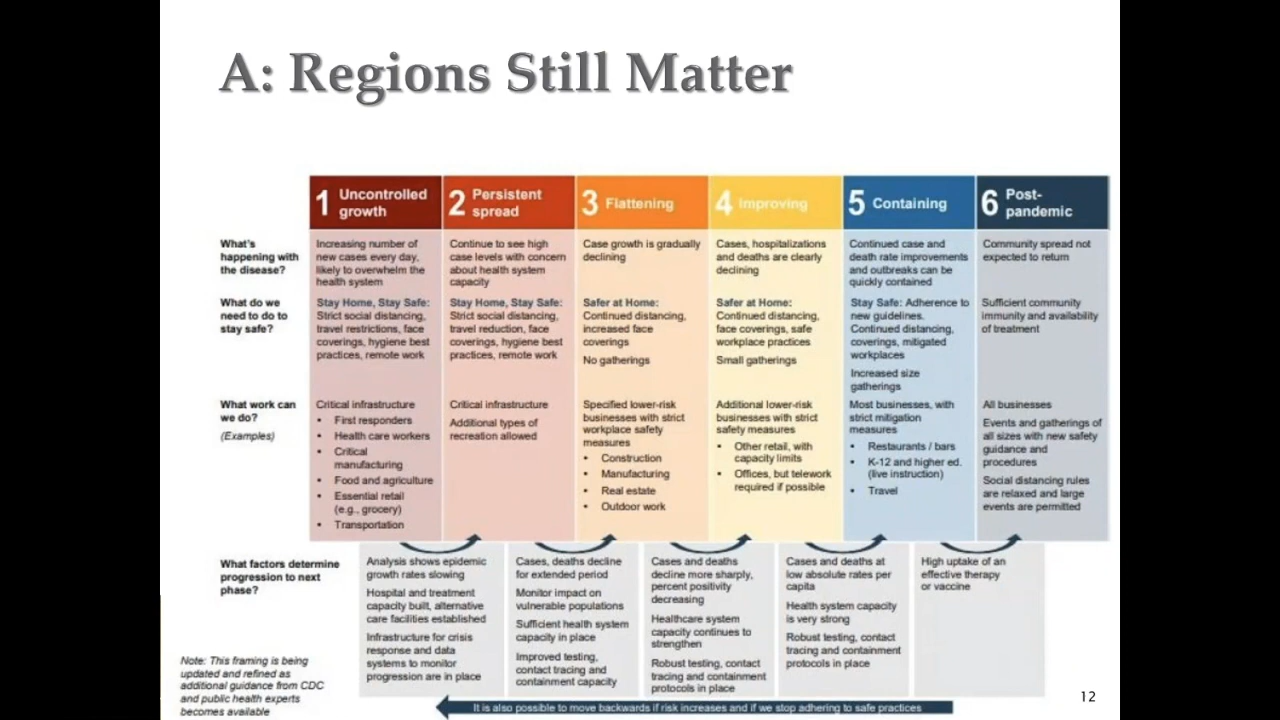 A: Regions Still Matter
1 Uncontrolled
growth
2 Persistent
spread
3 Flattening
4 Improving
5 Containing
6 Post-
pandemic
What's
happening with
the disease?
Increasing number of
new cases every day,
likely to overwhelm the
health system
Continue to see high
case levels with concern
about health system
capacity
Case growth is gradually
declining
Cases, hospitalizations
and deaths are clearly
declining
Continued case and
death rate improvements
and outbreaks can be
quickly contained
Community spread not
expected to return
What do we
need to do to
stay safe?
Stay Home, Stay Safe:
Strict social distancing,
travel restrictions, face
coverings, hygiene best
practices, remote work
Stay Home, Stay Safe:
Strict social distancing,
travel reduction, face
coverings, hygiene best
practices, remote work
Safer at Home:
Continued distancing,
increased face
coverings
No gatherings
Safer at Home:
Continued distancing,
face coverings, safe
workplace practices
Small gatherings
Stay Safe: Adherence to
new guidelines.
Continued distancing,
coverings, mitigated
workplaces
Increased size
gatherings
Sufficient community
immunity and availability
of treatment
What work can
we do?
(Examples)
Critical infrastructure
• First responders
• Health care workers
• Critical
manufacturing
• Food and agriculture
• Essential retail
(e.g., grocery)
• Transportation
Critical infrastructure
Additional types of
recreation allowed
Specified lower-risk
businesses with strict
workplace safety
measures
• Construction
• Manufacturing
• Real estate
• Outdoor work
Additional lower-risk
businesses with strict
safety measures
• Other retail, with
capacity limits
• Offices, but telework
required if possible
Most businesses, with
strict mitigation
measures
• Restaurants / bars
• K-12 and higher ed.
(live instruction)
• Travel
All businesses
Events and gatherings of
all sizes with new safety
guidance and
procedures
Social distancing rules
are relaxed and large
events are permitted
What factors determine
progression to next
phase?
Analysis shows epidemic
growth rates slowing
Hospital and treatment
capacity built, alternative
care facilities established
Infrastructure for crisis
response and data
systems to monitor
progression are in place
Cases, deaths decline
for extended period
Monitor impact on
vulnerable populations
Sufficient health system
capacity in place
Improved testing,
contact tracing and
containment capacity
Cases and deaths
decline more sharply,
percent positivity
decreasing
Healthcare system
capacity continues to
strengthen
Robust testing, contact
tracing and containment
protocols in place
Cases and deaths at
low absolute rates per
capita
Health system capacity
is very strong
Robust testing, contact
tracing and containment
protocols in place
High uptake of an
effective therapy
or vaccine
Note: This framing is being
updated and refined as
additional guidance from CDC
and public health experts
becomes available
It is also possible to move backwards if risk increases and if we stop adhering to safe practices
12